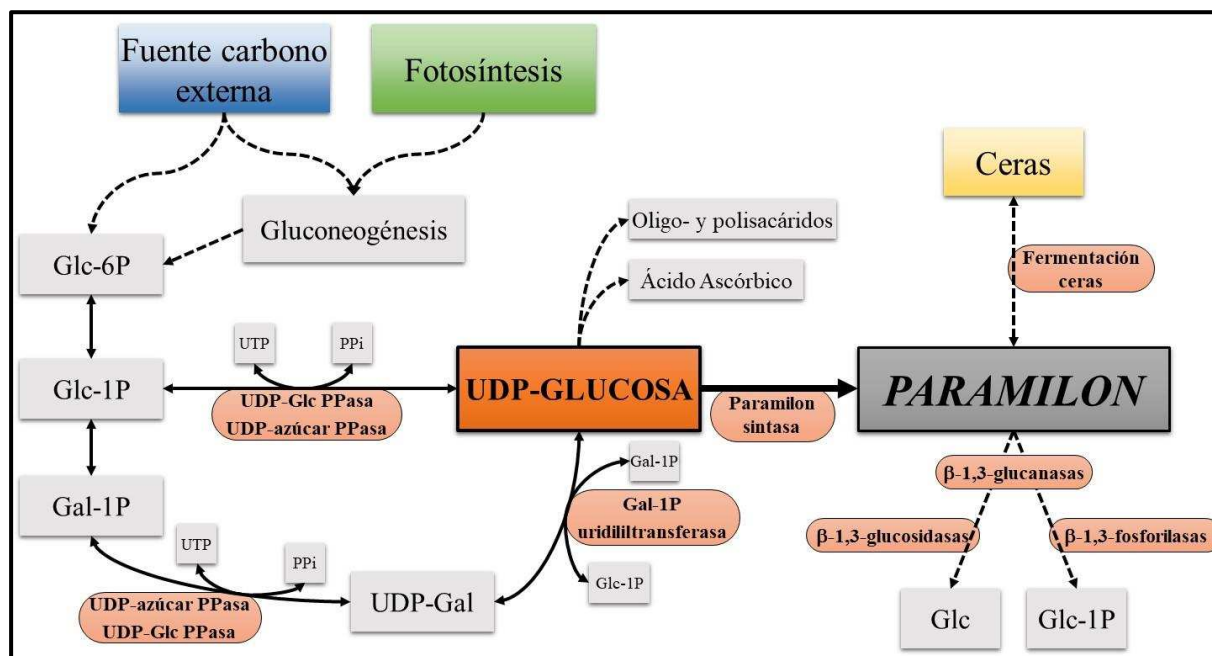 Fuente carbono
externa
Fotosíntesis
Ceras
Gluconeogénesis
Oligo- y polisacáridos
Glc-6P
Ácido Ascórbico
Fermentación
ceras
UTP
PPi
Glc-1P
UDP-GLUCOSA
PARAMILON
UDP-Glc PPasa
UDP-azúcar PPasa
Paramilon
sintasa
Gal-1P
β-1,3-glucanasas
Gal-1P
Gal-1P
uridililtransferasa
β-1,3-glucosidasas
β-1,3-fosforilasas
UTP
PPi
Glc-1P
UDP-azúcar PPasa
UDP-Glc PPasa
UDP-Gal
Glc
Glc-1P